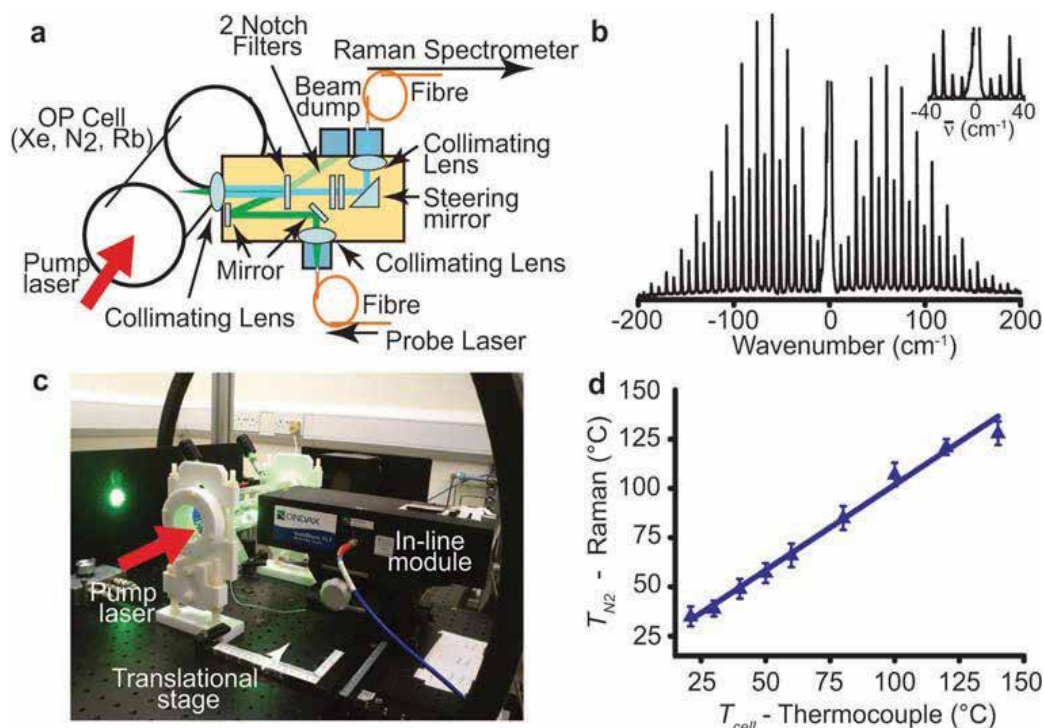 a
2 Notch
Filters
Raman Spectrometer
Beam
dump
Fibre
OP Cell
(Xe, N2, Rb)
Collimating
Lens
Steering
mirror
Pump
laser
Mirror
Collimating Lens
Collimating Lens
Fibre
Probe Laser
b
-40 0 40
ν̅ (cm⁻¹)
-200 -100 0 100 200
Wavenumber (cm⁻¹)
c
ONDAX
In-line
module
Pump
laser
Translational
stage
d
150
125
100
75
50
25
T_N2 - Raman (°C)
25 50 75 100 125 150
T_cell - Thermocouple (°C)